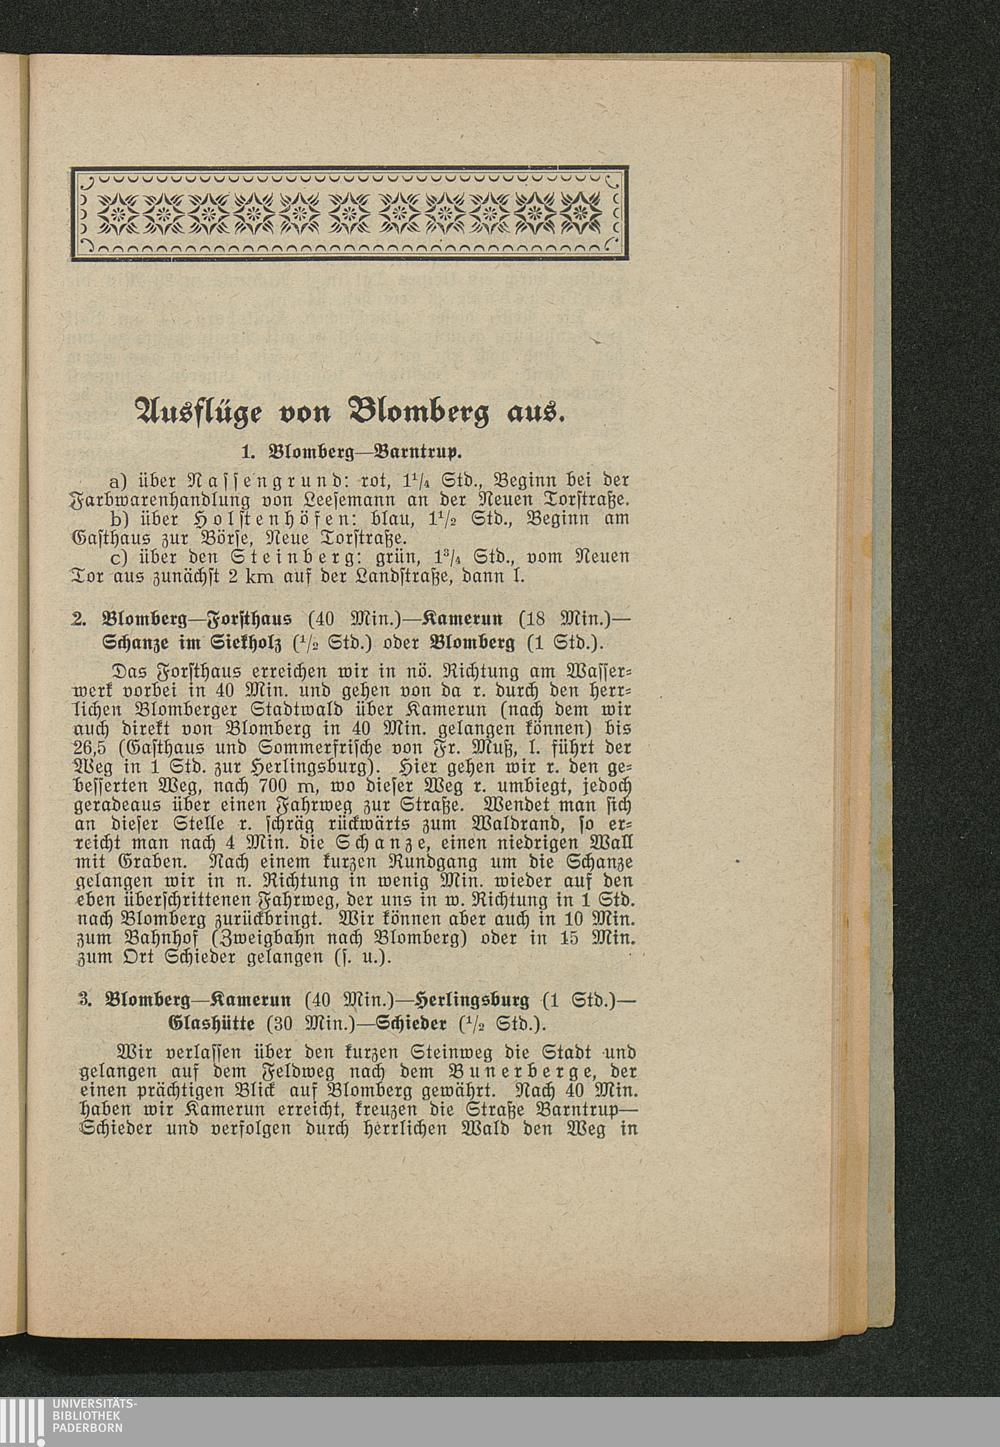 Ausflüge von Blomberg aus.
1. Blomberg—Barntrup.
a) über Nassengrund: rot, 1¹/₄ Std., Beginn bei der
Farbwarenhandlung von Leesemann an der Neuen Torstraße.
b) über Holstenhöfen: blau, 1¹/₂ Std., Beginn am
Gasthaus zur Börse, Neue Torstraße.
c) über den Steinberg: grün, 1³/₄ Std., vom Neuen
Tor aus zunächst 2 km auf der Landstraße, dann l.
2. Blomberg—Forsthaus (40 Min.)—Kamerun (18 Min.)—
Schanze im Siekholz (¹/₂ Std.) oder Blomberg (1 Std.).
Das Forsthaus erreichen wir in nö. Richtung am Wasser-
werk vorbei in 40 Min. und gehen von da r. durch den herr-
lichen Blomberger Stadtwald über Kamerun (nach dem wir
auch direkt von Blomberg in 40 Min. gelangen können) bis
26,5 (Gasthaus und Sommerfrische von Fr. Muß, l. führt der
Weg in 1 Std. zur Herlingsburg). Hier gehen wir r. den ge-
besserten Weg, nach 700 m, wo dieser Weg r. umbiegt, jedoch
geradeaus über einen Fahrweg zur Straße. Wendet man sich
an dieser Stelle r. schräg rückwärts zum Waldrand, so er-
reicht man nach 4 Min. die Schanze, einen niedrigen Wall
mit Graben. Nach einem kurzen Rundgang um die Schanze
gelangen wir in n. Richtung in wenig Min. wieder auf den
eben überschrittenen Fahrweg, der uns in w. Richtung in 1 Std.
nach Blomberg zurückbringt. Wir können aber auch in 10 Min.
zum Bahnhof (Zweigbahn nach Blomberg) oder in 15 Min.
zum Ort Schieder gelangen (s. u.).
3. Blomberg—Kamerun (40 Min.)—Herlingsburg (1 Std.)—
Glashütte (30 Min.)—Schieder (¹/₂ Std.).
Wir verlassen über den kurzen Steinweg die Stadt und
gelangen auf dem Feldweg nach dem Bunerberge, der
einen prächtigen Blick auf Blomberg gewährt. Nach 40 Min.
haben wir Kamerun erreicht, kreuzen die Straße Barntrup—
Schieder und verfolgen durch herrlichen Wald den Weg in
UNIVERSITÄTS-
BIBLIOTHEK
PADERBORN